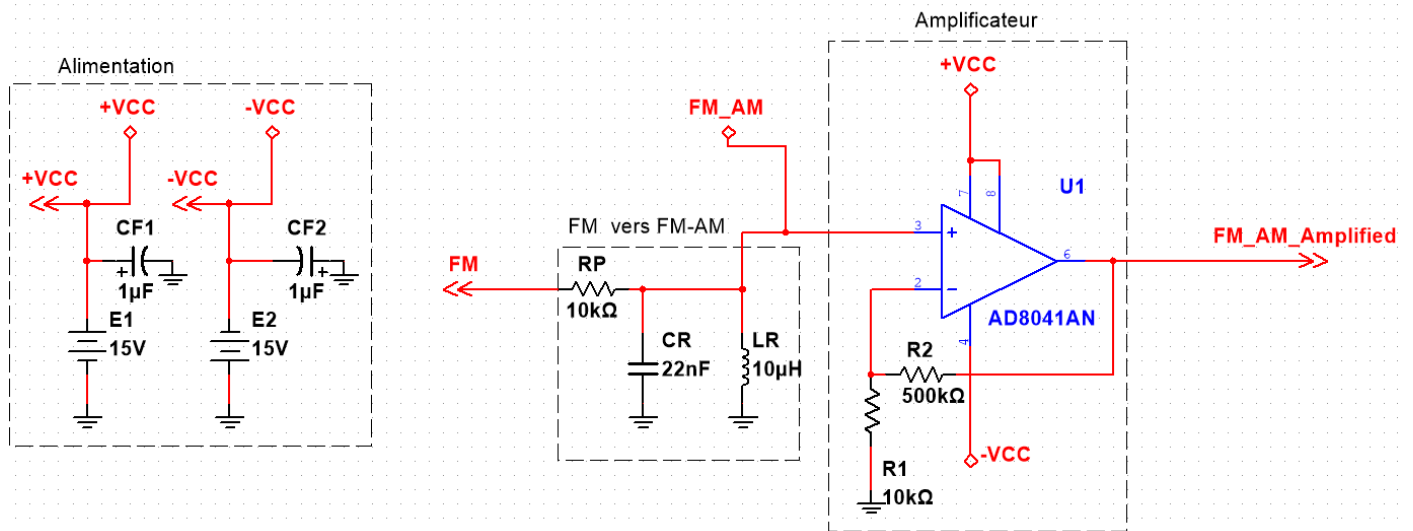 Alimentation
+VCC
-VCC
+VCC
-VCC
CF1
+
1µF
CF2
+
1µF
E1
15V
E2
15V
FM_AM
FM vers FM-AM
FM
RP
10kΩ
CR
22nF
LR
10µH
Amplificateur
+VCC
7
8
U1
3
+
2
-
6
4
AD8041AN
FM_AM_Amplified
R2
500kΩ
R1
10kΩ
-VCC